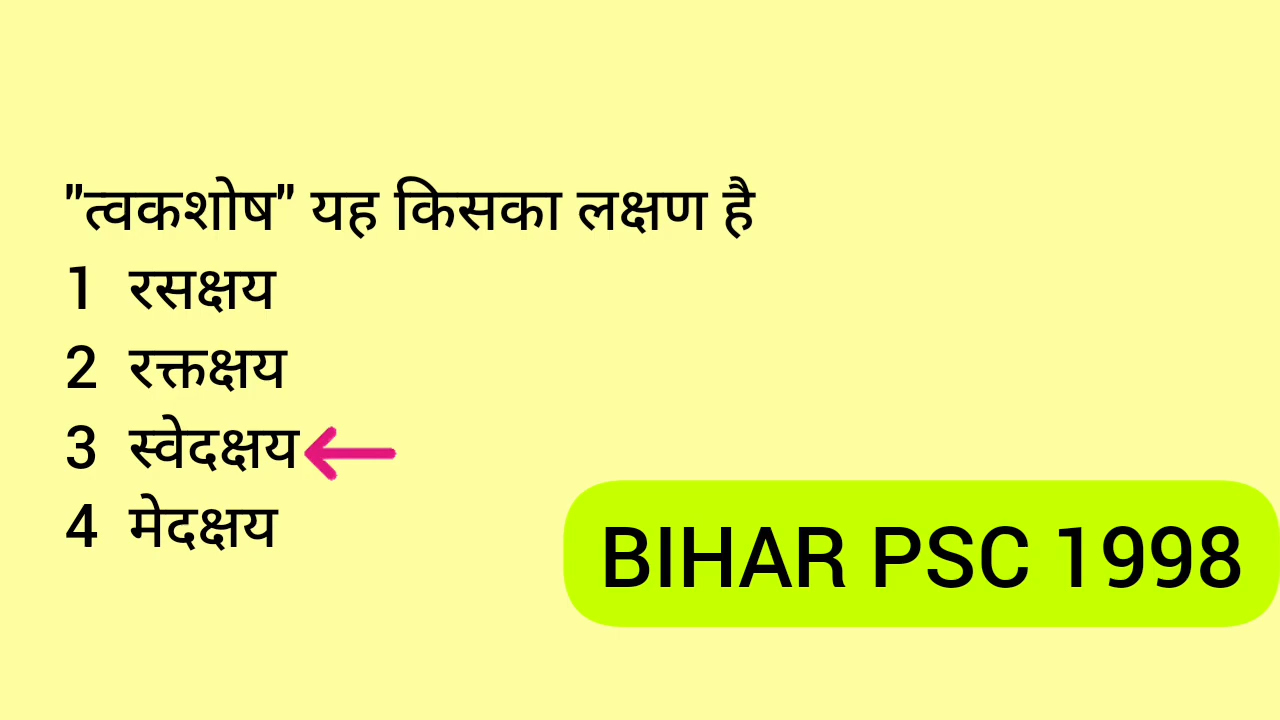 "त्वकशोष" यह किसका लक्षण है
1 रसक्षय
2 रक्तक्षय
3 स्वेदक्षय
4 मेदक्षय
BIHAR PSC 1998